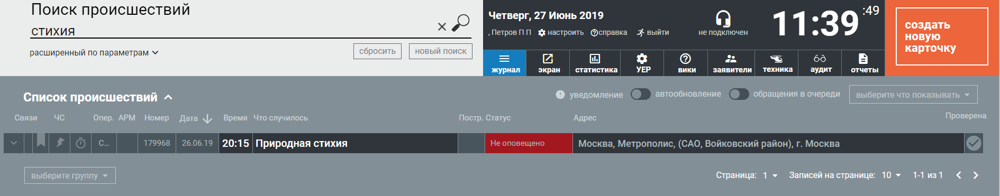 Поиск происшествий
стихия
расширенный по параметрам
сбросить
новый поиск
Четверг, 27 Июнь 2019
, Петров П П настроить справка выйти
не подключен
11:39 :49
создать
новую
карточку
журнал экран статистика УЕР вики заявители техника аудит отчеты
Список происшествий
уведомление автообновление обращения в очереди выберите что показывать
Связи ЧС Опер. АРМ Номер Дата Время Что случилось Постр. Статус Адрес Проверена
С... 179968 26.06.19 20:15 Природная стихия Не оповещено Москва, Метрополис, (САО, Войковский район), г. Москва
выберите группу
Страница: 1 Записей на странице: 10 1-1 из 1